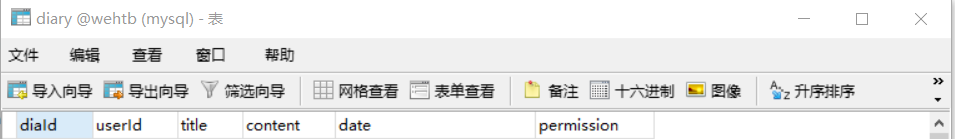 diary @wehtb (mysql) - 表
文件 编辑 查看 窗口 帮助
导入向导 导出向导 筛选向导 网格查看 表单查看 备注 十六进制 图像 升序排序
diaId userId title content date permission